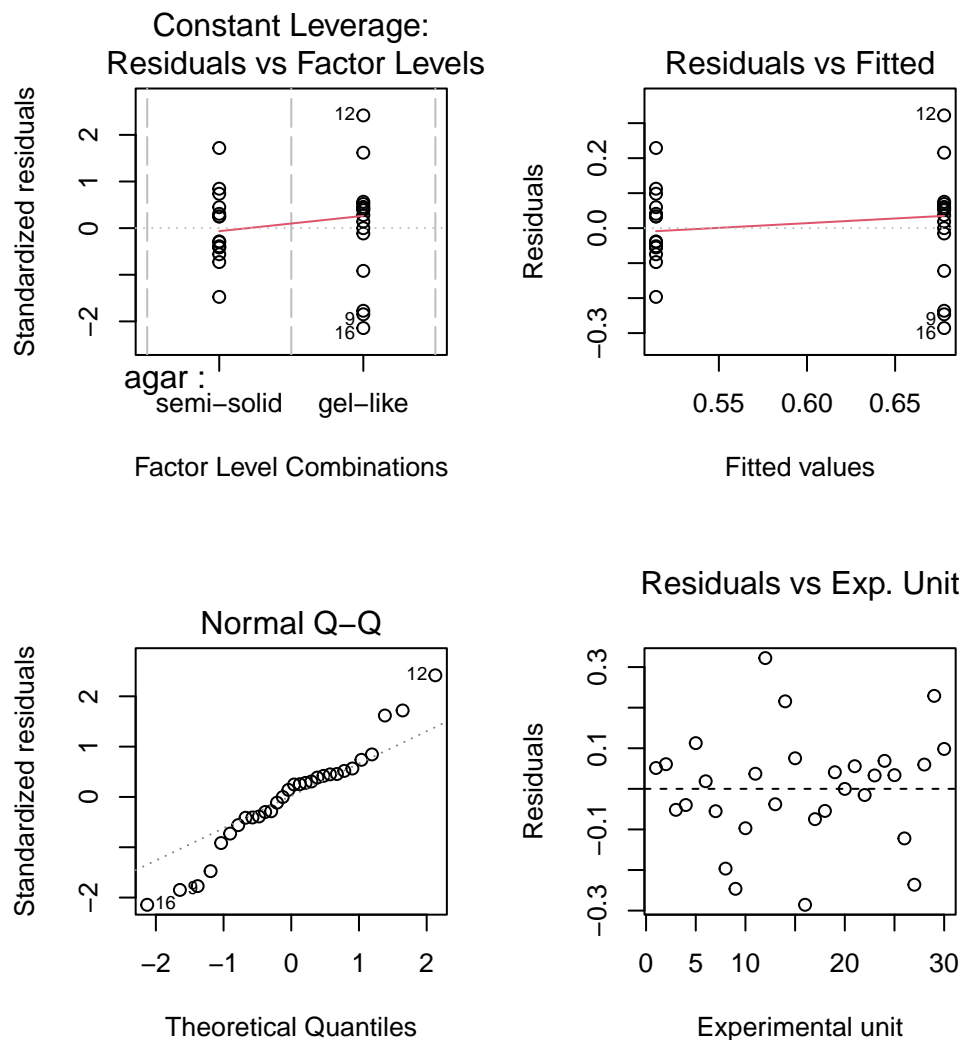 Constant Leverage:
Residuals vs Factor Levels
Standardized residuals
2
1
0
−2
12
9
16
agar :
semi−solid gel−like
Factor Level Combinations
Residuals vs Fitted
Residuals
0.2
0.0
−0.3
12
9
16
0.55 0.60 0.65
Fitted values
Normal Q−Q
Standardized residuals
2
1
0
−2
12
9
16
−2 −1 0 1 2
Theoretical Quantiles
Residuals vs Exp. Unit
Residuals
0.3
0.1
−0.1
−0.3
0 5 10 20 30
Experimental unit